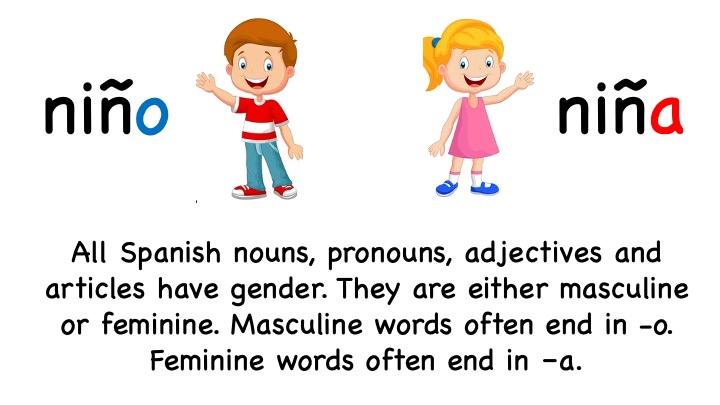 niño
niña
All Spanish nouns, pronouns, adjectives and
articles have gender. They are either masculine
or feminine. Masculine words often end in -o.
Feminine words often end in –a.